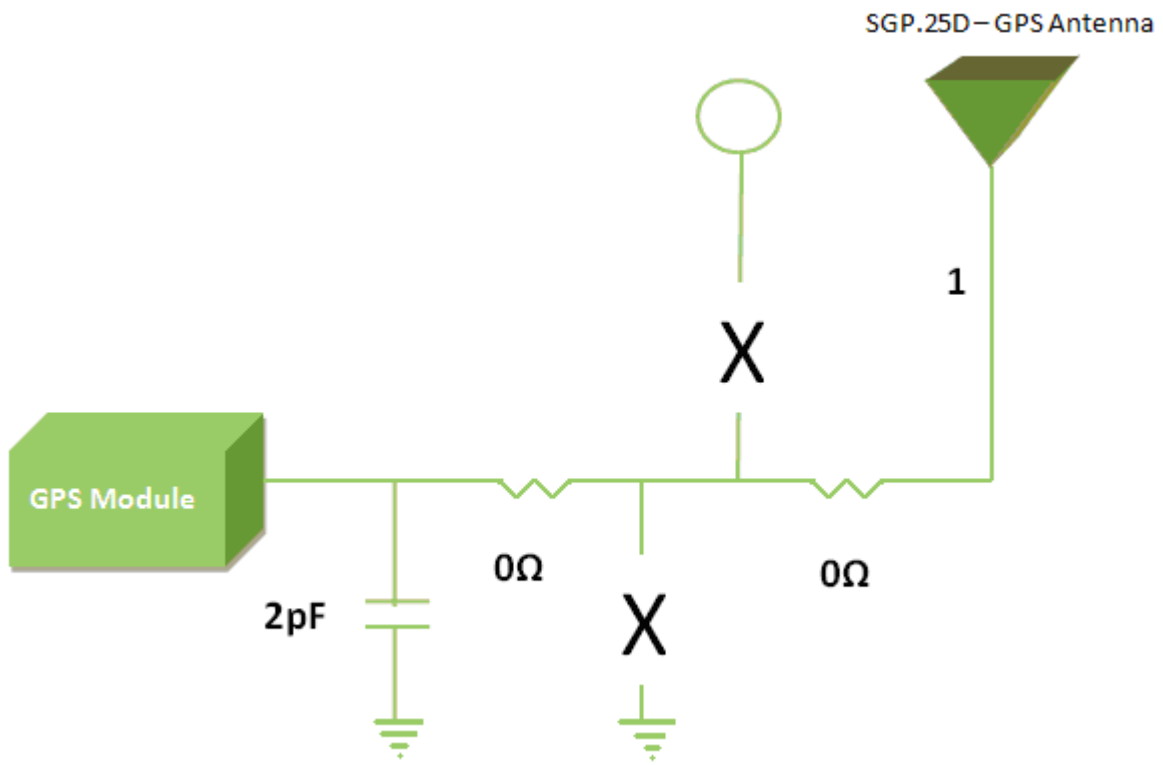 SGP.25D – GPS Antenna
1
X
GPS Module
0Ω
0Ω
2pF
X